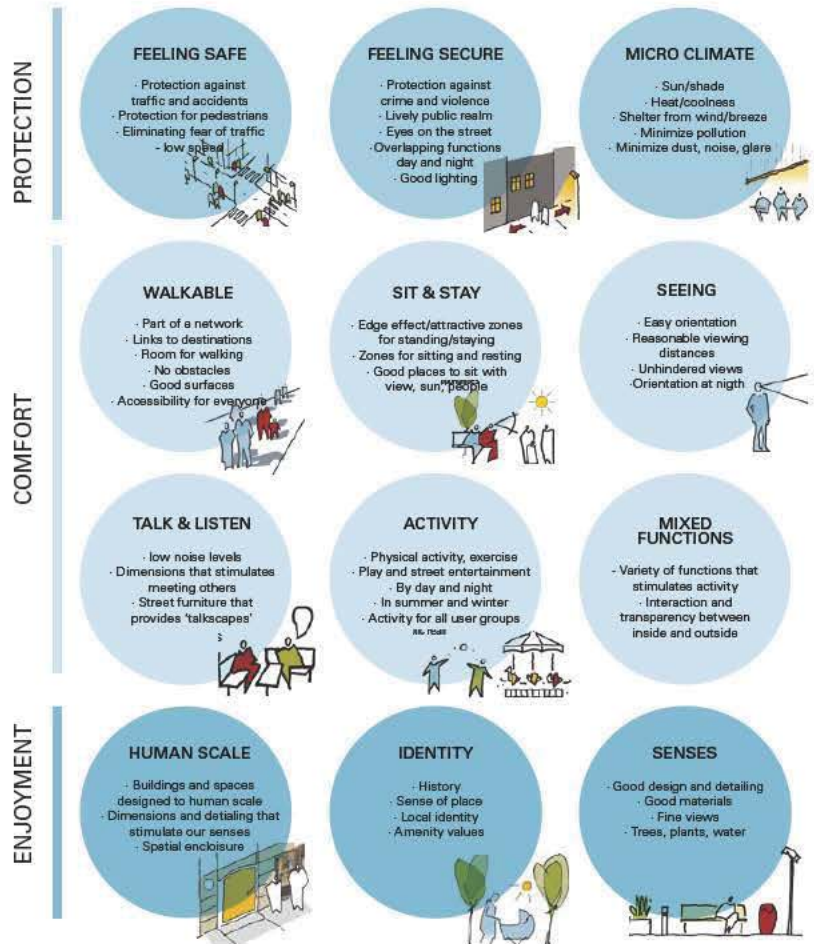 PROTECTION
FEELING SAFE
· Protection against
traffic and accidents
· Protection for pedestrians
· Eliminating fear of traffic
- low speed
FEELING SECURE
· Protection against
crime and violence
· Lively public realm
· Eyes on the street
· Overlapping functions
day and night
· Good lighting
MICRO CLIMATE
· Sun/shade
· Heat/coolness
· Shelter from wind/breeze
· Minimize pollution
· Minimize dust, noise, glare
COMFORT
WALKABLE
· Part of a network
· Links to destinations
· Room for walking
· No obstacles
· Good surfaces
· Accessibility for everyone
SIT & STAY
· Edge effect/attractive zones
for standing/staying
· Zones for sitting and resting
· Good places to sit with
view, sun, people
SEEING
· Easy orientation
· Reasonable viewing
distances
· Unhindered views
· Orientation at nigth
TALK & LISTEN
· low noise levels
· Dimensions that stimulates
meeting others
· Street furniture that
provides 'talkscapes'
ACTIVITY
· Physical activity, exercise
· Play and street entertainment
· By day and night
· In summer and winter
· Activity for all user groups
MIXED
FUNCTIONS
- Variety of functions that
stimulates activity
· Interaction and
transparency between
inside and outside
ENJOYMENT
HUMAN SCALE
· Buildings and spaces
designed to human scale
· Dimensions and detialing that
stimulate our senses
· Spatial encloisure
IDENTITY
· History
· Sense of place
· Local identity
· Amenity values
SENSES
· Good design and detailing
· Good materials
· Fine views
· Trees, plants, water